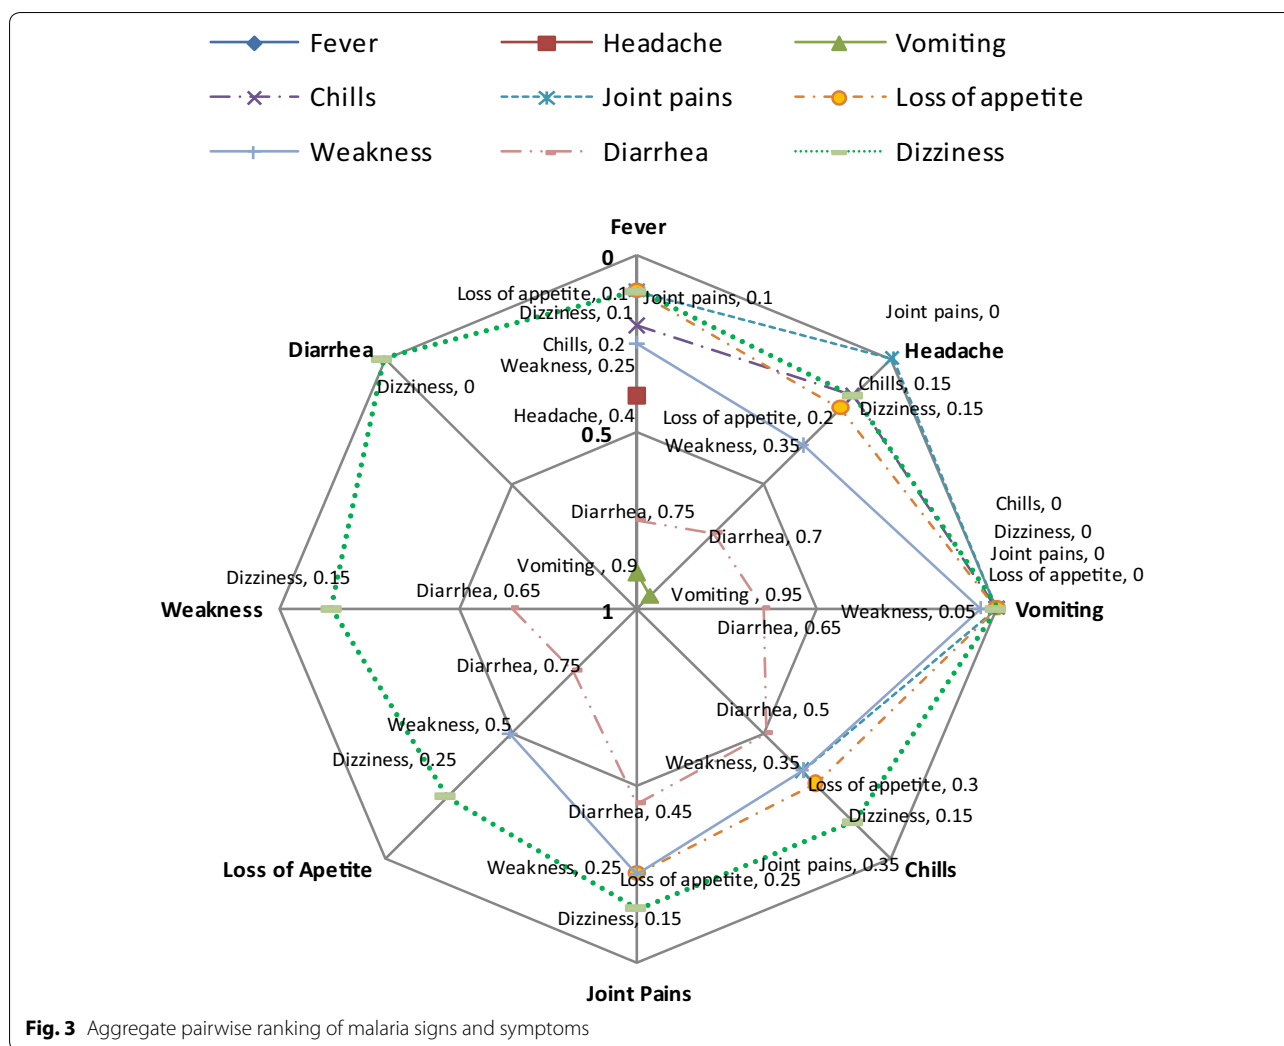 Fever Headache Vomiting
Chills Joint pains Loss of appetite
Weakness Diarrhea Dizziness
Fever
0
Loss of appetite, 0.1 Joint pains, 0.1
Dizziness, 0.1 Joint pains, 0
Chills, 0.2
Diarrhea Headache
Weakness, 0.25
Dizziness, 0 Chills, 0.15
Headache, 0.4 Loss of appetite, 0.2 Dizziness, 0.15
0.5 Weakness, 0.35
Chills, 0
Diarrhea, 0.75
Dizziness, 0
Diarrhea, 0.7
Joint pains, 0
Vomiting , 0.9 Loss of appetite, 0
Dizziness, 0.15 Diarrhea, 0.65 Vomiting , 0.95
Weakness 1 Weakness, 0.05 Vomiting
Diarrhea, 0.65
Diarrhea, 0.75
Diarrhea, 0.5
Weakness, 0.5
Dizziness, 0.25 Weakness, 0.35
Loss of appetite, 0.3
Diarrhea, 0.45 Dizziness, 0.15
Loss of Apetite Weakness, 0.25 Joint pains, 0.35 Chills
Loss of appetite, 0.25
Dizziness, 0.15
Joint Pains
Fig. 3 Aggregate pairwise ranking of malaria signs and symptoms